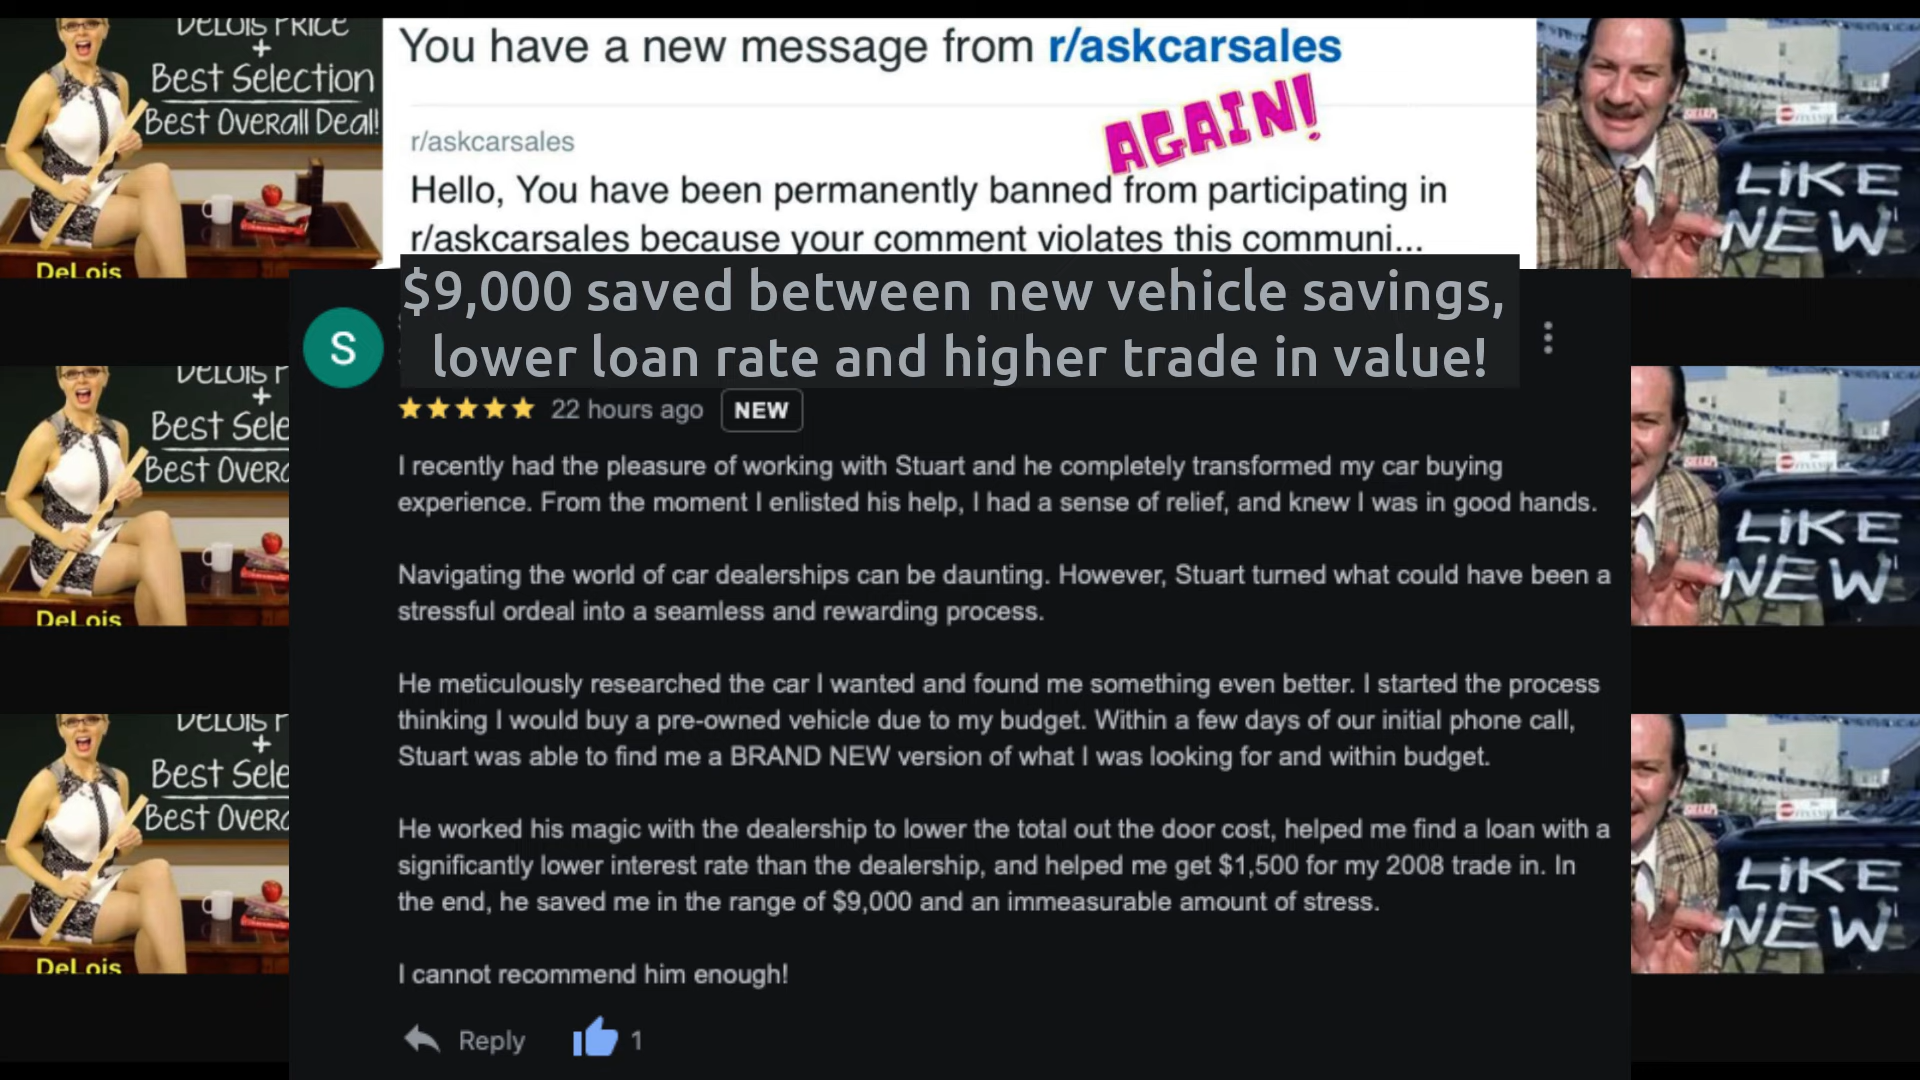 DELOIS PRICE
+
Best Selection
Best Overall Deal!
DeLois
You have a new message from r/askcarsales
AGAIN!
r/askcarsales
Hello, You have been permanently banned from participating in
r/askcarsales because your comment violates this communi...
LIKE
NEW
$9,000 saved between new vehicle savings,
lower loan rate and higher trade in value!
S
22 hours ago NEW
I recently had the pleasure of working with Stuart and he completely transformed my car buying
experience. From the moment I enlisted his help, I had a sense of relief, and knew I was in good hands.
Navigating the world of car dealerships can be daunting. However, Stuart turned what could have been a
stressful ordeal into a seamless and rewarding process.
He meticulously researched the car I wanted and found me something even better. I started the process
thinking I would buy a pre-owned vehicle due to my budget. Within a few days of our initial phone call,
Stuart was able to find me a BRAND NEW version of what I was looking for and within budget.
He worked his magic with the dealership to lower the total out the door cost, helped me find a loan with a
significantly lower interest rate than the dealership, and helped me get $1,500 for my 2008 trade in. In
the end, he saved me in the range of $9,000 and an immeasurable amount of stress.
I cannot recommend him enough!
Reply 1
DELOIS P
+
Best Sele
Best Overa
DeLois
LIKE
NEW
DELOIS P
+
Best Sele
Best Overa
DeLois
LIKE
NEW